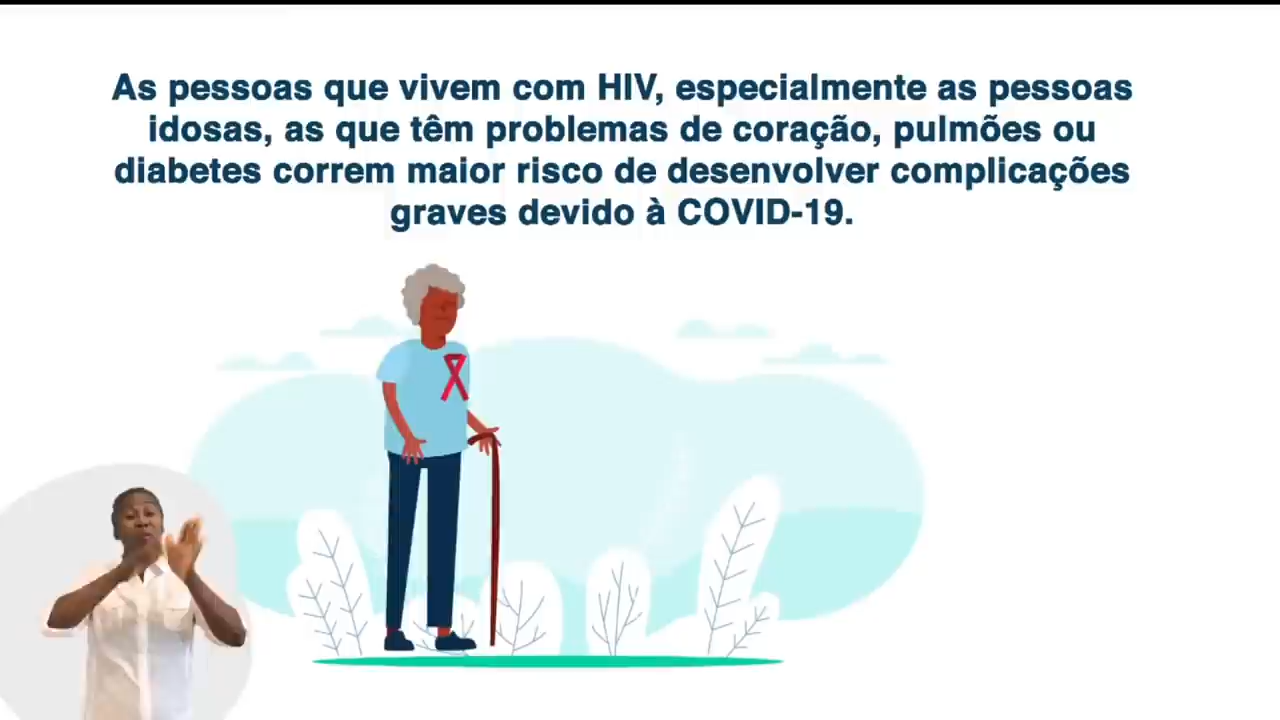 As pessoas que vivem com HIV, especialmente as pessoas
idosas, as que têm problemas de coração, pulmões ou
diabetes correm maior risco de desenvolver complicações
graves devido à COVID-19.